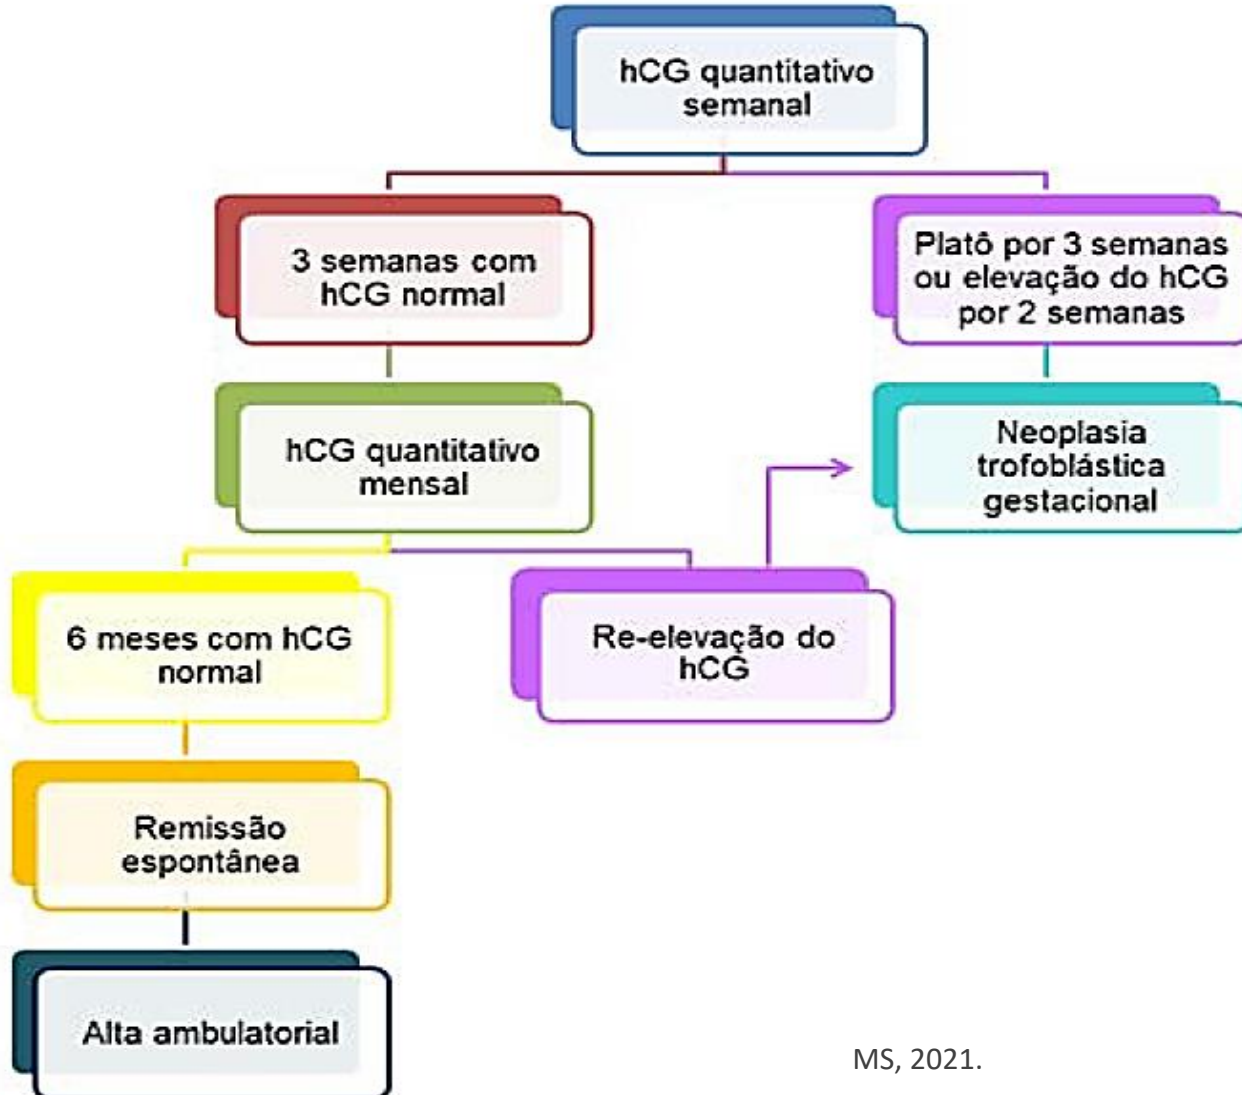 hCG quantitativo
semanal
3 semanas com
hCG normal
Platô por 3 semanas
ou elevação do hCG
por 2 semanas
hCG quantitativo
mensal
Neoplasia
trofoblástica
gestacional
6 meses com hCG
normal
Re-elevação do
hCG
Remissão
espontânea
Alta ambulatorial
MS, 2021.